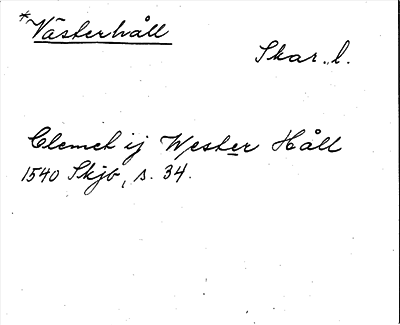 *Västerhåll
Skar. l.
Clemet ij Wester Håll
1540 Skjb, s. 34.